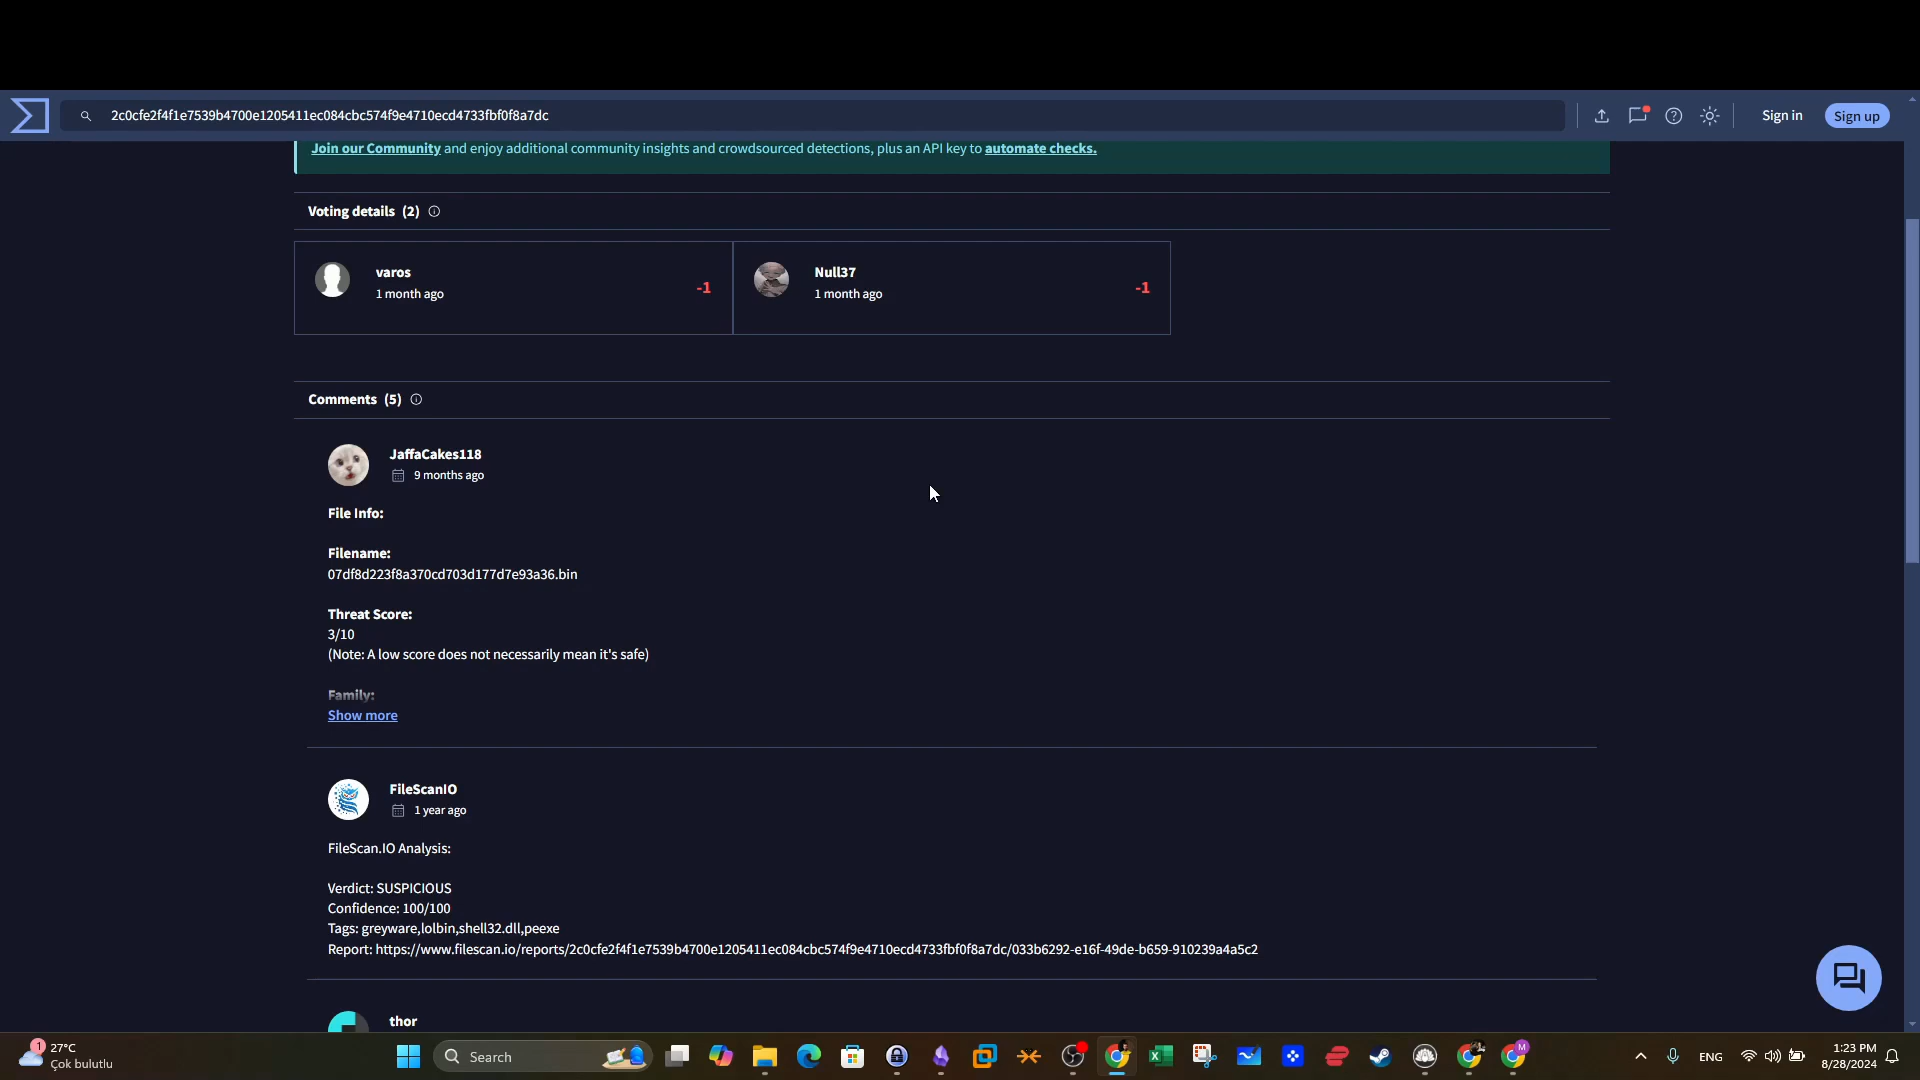 2c0cfe2f4f1e7539b4700e1205411ec084cbc574f9e4710ecd4733fbf0f8a7dc
Sign in
Sign up
Join our Community and enjoy additional community insights and crowdsourced detections, plus an API key to automate checks.
Voting details (2)
varos
1 month ago
-1
Null37
1 month ago
-1
Comments (5)
JaffaCakes118
9 months ago
File Info:
Filename:
07df8d223f8a370cd703d177d7e93a36.bin
Threat Score:
3/10
(Note: A low score does not necessarily mean it's safe)
Family:
Show more
FileScanIO
1 year ago
FileScan.IO Analysis:
Verdict: SUSPICIOUS
Confidence: 100/100
Tags: greyware,lolbin,shell32.dll,peexe
Report: https://www.filescan.io/reports/2c0cfe2f4f1e7539b4700e1205411ec084cbc574f9e4710ecd4733fbf0f8a7dc/033b6292-e16f-49de-b659-910239a4a5c2
thor
1
27°C
Çok bulutlu
Search
M
ENG
1:23 PM
8/28/2024